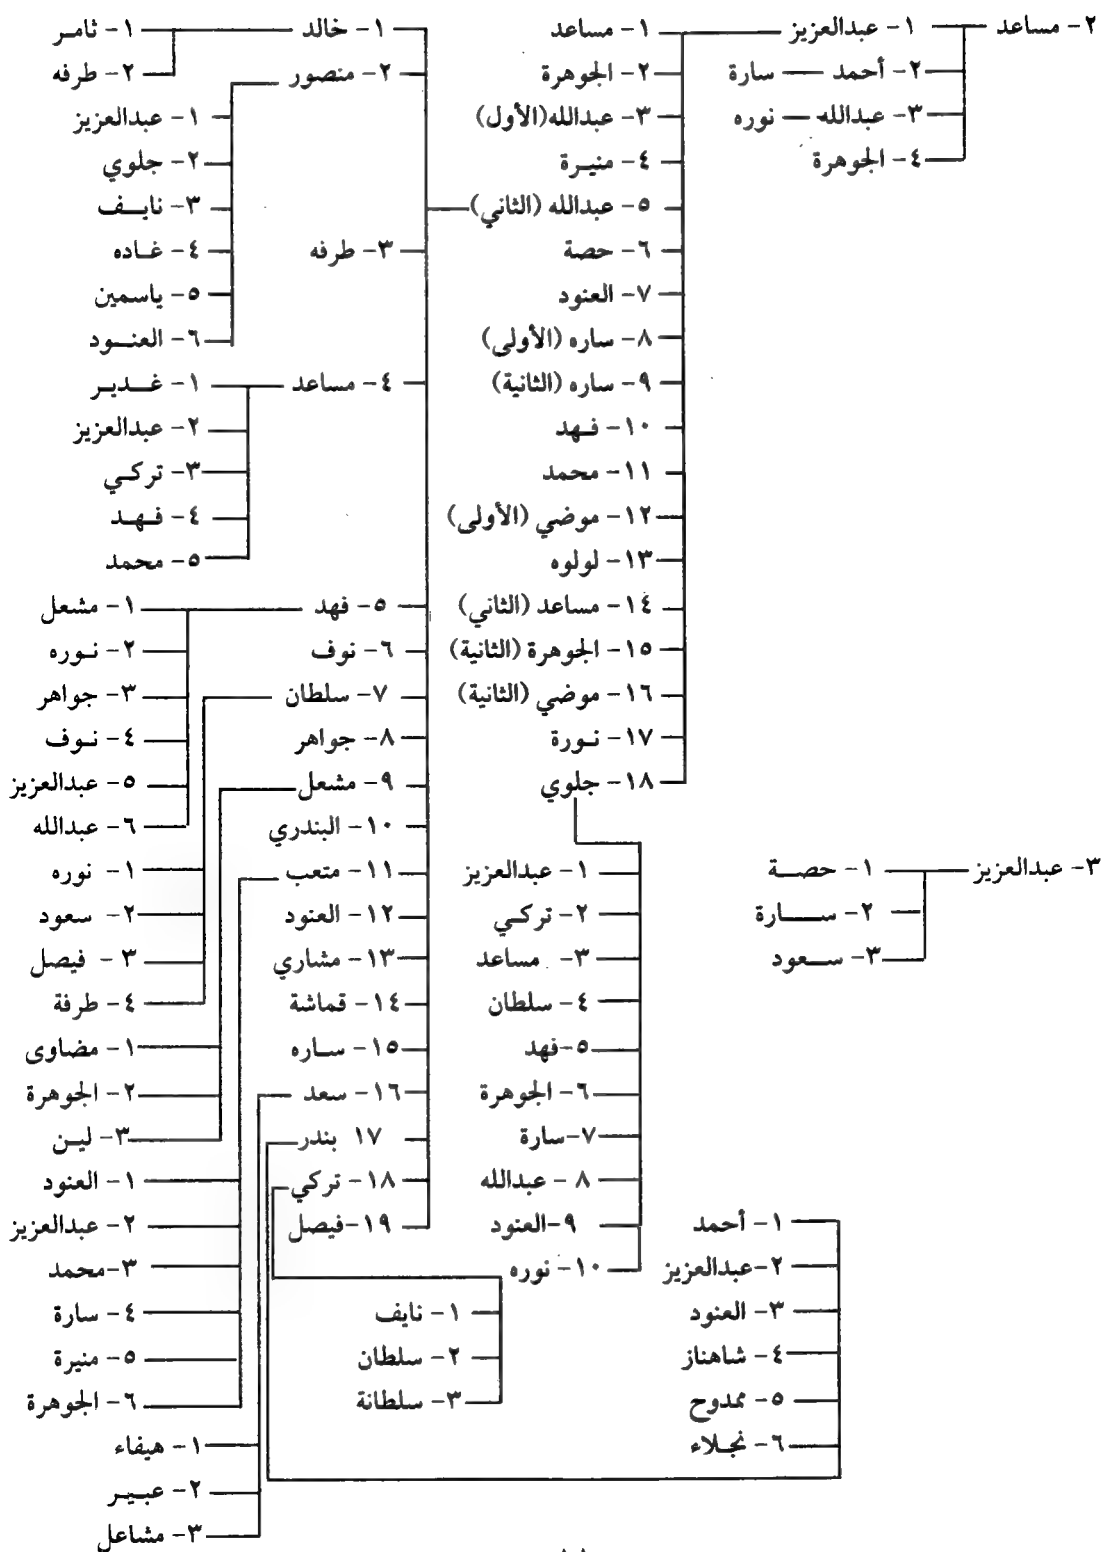 ٢- مساعد
١- عبدالعزيز
٢- أحمد — سارة
٣- عبدالله — نوره
٤- الجوهرة
١- مساعد
٢- الجوهرة
٣- عبدالله (الأول)
٤- منيرة
٥- عبدالله (الثاني)
٦- حصة
٧- العنود
٨- ساره (الأولى)
٩- ساره (الثانية)
١٠- فهد
١١- محمد
١٢- موضي (الأولى)
١٣- لولوه
١٤- مساعد (الثاني)
١٥- الجوهرة (الثانية)
١٦- موضي (الثانية)
١٧- نورة
١٨- جلوي
١- خالد
٢- منصور
٣- طرفه
٤- مساعد
٥- فهد
٦- نوف
٧- سلطان
٨- جواهر
٩- مشعل
١٠- البندري
١١- متعب
١٢- العنود
١٣- مشاري
١٤- قماشة
١٥- ساره
١٦- سعد
١٧ بندر
١٨- تركي
١٩- فيصل
١- ثامر
٢- طرفه
١- عبدالعزيز
٢- جلوي
٣- نايف
٤- غاده
٥- ياسمين
٦- العنود
١- غدير
٢- عبدالعزيز
٣- تركي
٤- فهد
٥- محمد
١- مشعل
٢- نوره
٣- جواهر
٤- نوف
٥- عبدالعزيز
٦- عبدالله
١- نوره
٢- سعود
٣- فيصل
٤- طرفة
١- مضاوى
٢- الجوهرة
٣- لين
١- العنود
٢- عبدالعزيز
٣- محمد
٤- سارة
٥- منيرة
٦- الجوهرة
١- هيفاء
٢- عبير
٣- مشاعل
١- عبدالعزيز
٢- تركي
٣- مساعد
٤- سلطان
٥- فهد
٦- الجوهرة
٧- سارة
٨- عبدالله
٩- العنود
١٠- نوره
١- نايف
٢- سلطان
٣- سلطانة
١- أحمد
٢- عبدالعزيز
٣- العنود
٤- شاهناز
٥- ممدوح
٦- نجلاء
٣- عبدالعزيز
١- حصة
٢- سارة
٣- سعود